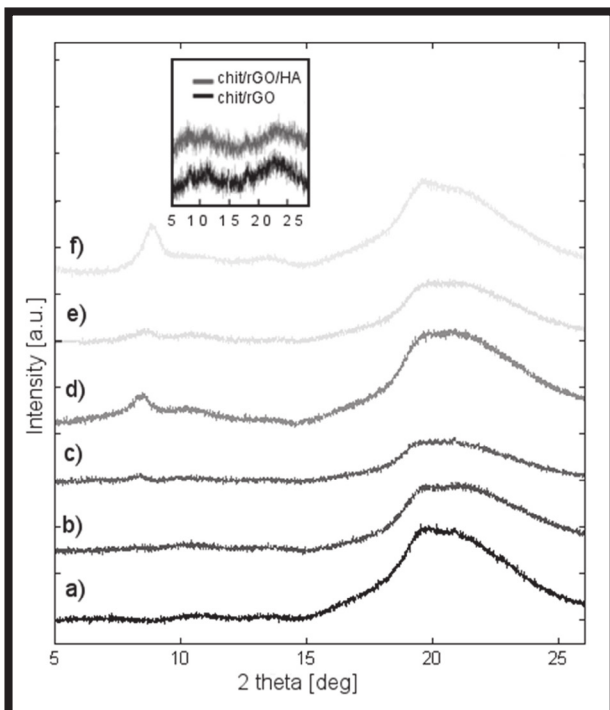 chit/rGO/HA
chit/rGO
5 10 15 20 25
f)
e)
d)
c)
b)
a)
Intensity [a.u.]
5 10 15 20 25
2 theta [deg]